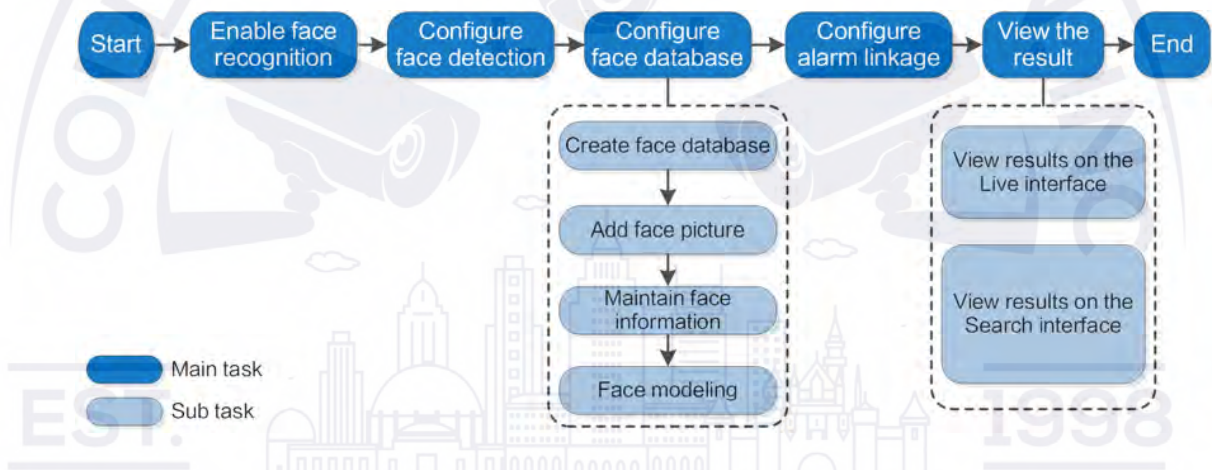 Start
Enable face
recognition
Configure
face detection
Configure
face database
Configure
alarm linkage
View the
result
End
Create face database
Add face picture
Maintain face
information
Face modeling
View results on the
Live interface
View results on the
Search interface
Main task
Sub task
EST.
1998